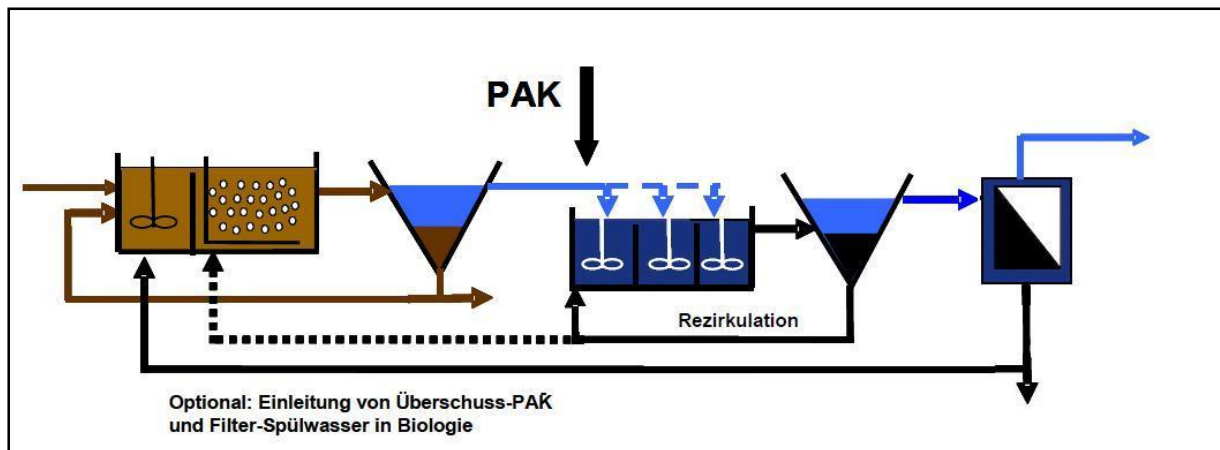 PAK
Rezirkulation
Optional: Einleitung von Überschuss-PAK
und Filter-Spülwasser in Biologie